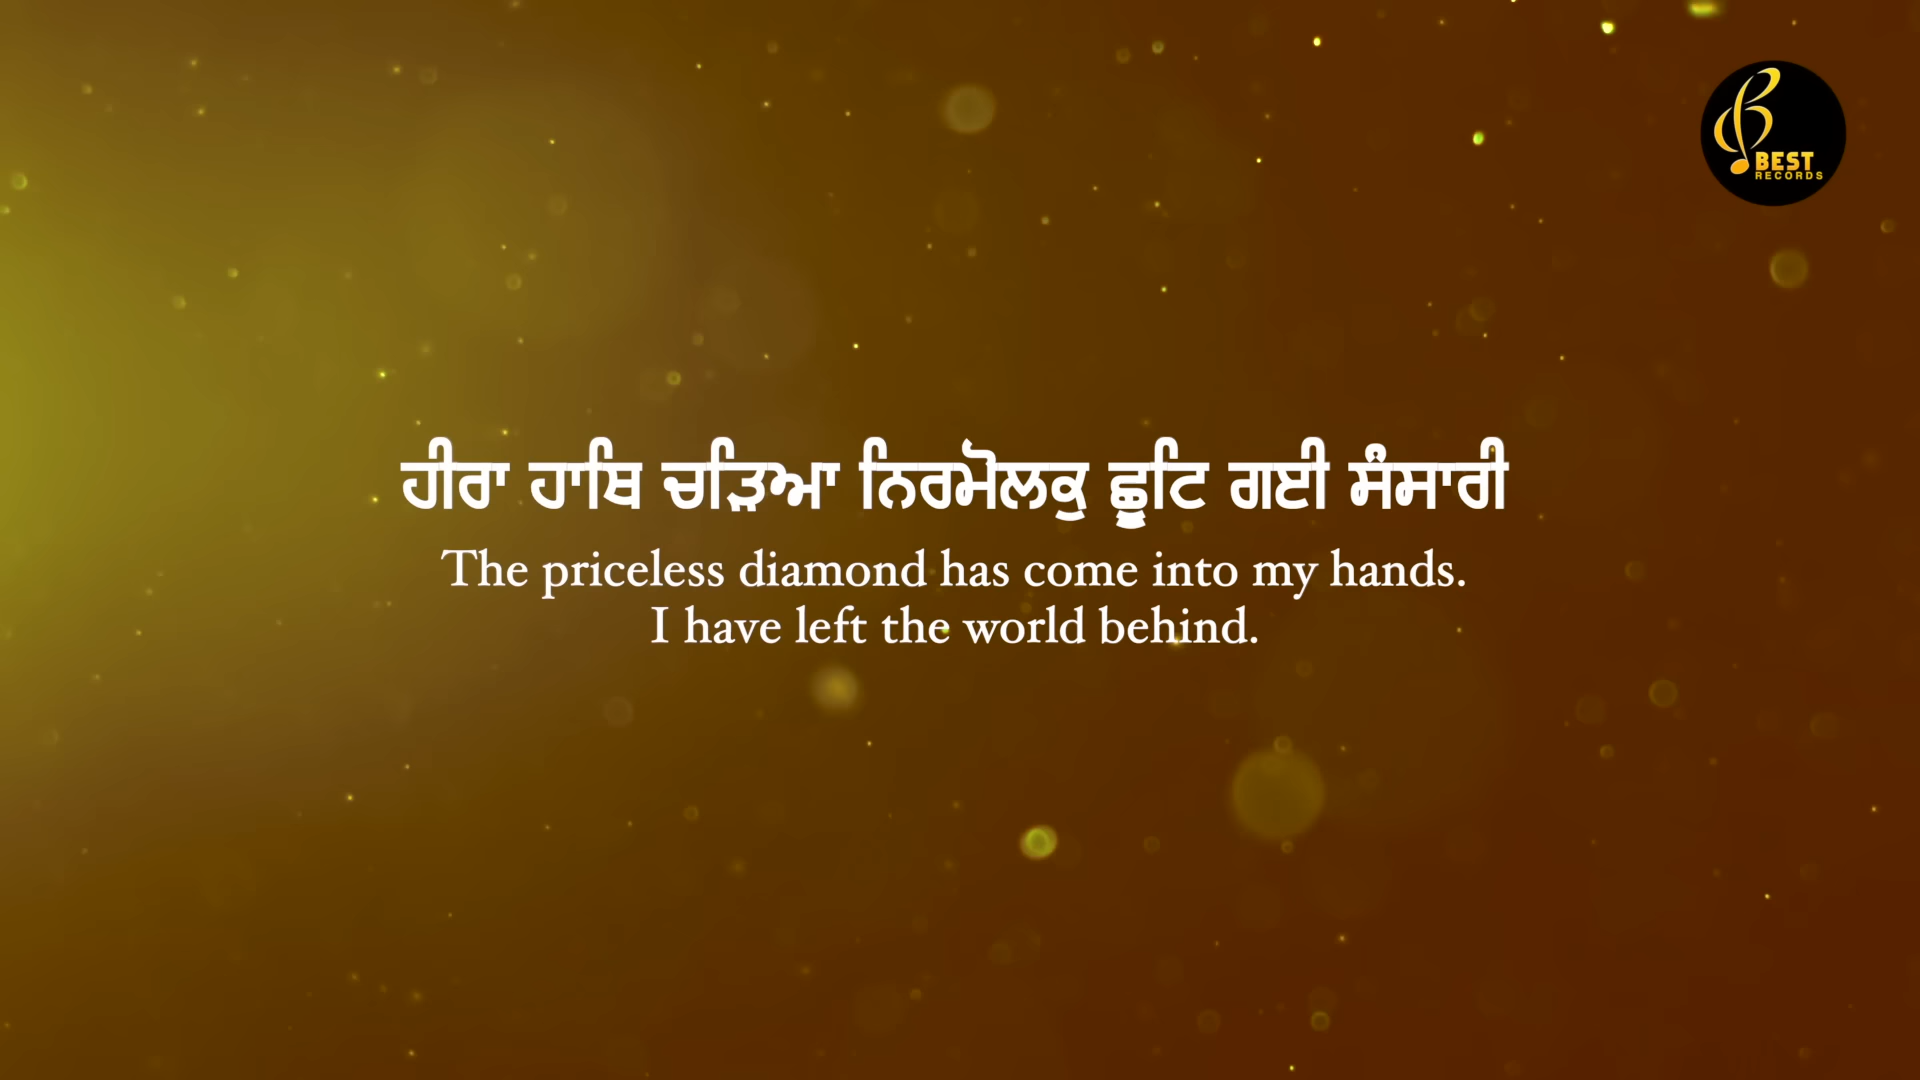 BEST
RECORDS
ਹੀਰਾ ਹਾਥਿ ਚੜਿਆ ਨਿਰਮੋਲਕੁ ਛੂਟਿ ਗਈ ਸੰਸਾਰੀ
The priceless diamond has come into my hands.
I have left the world behind.